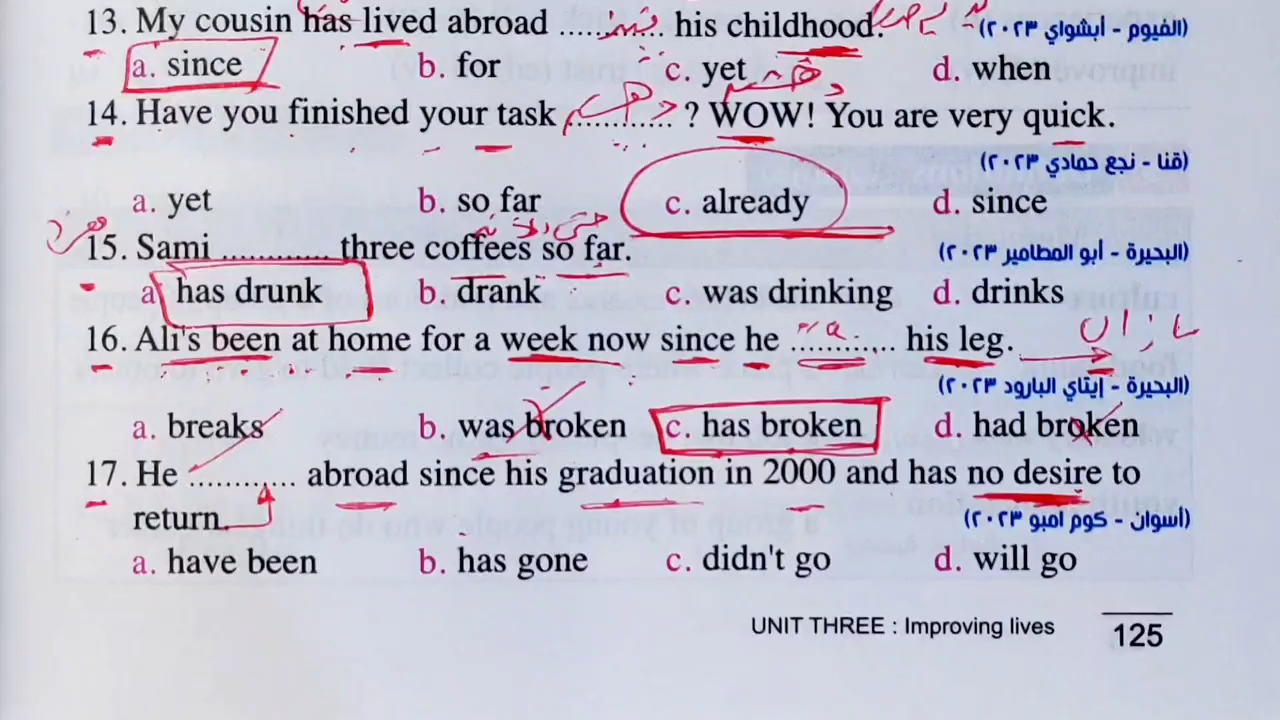 13. My cousin has lived abroad ............ his childhood. (الفيوم - أبشواي ٢٠٢٣)
a. since b. for c. yet d. when
14. Have you finished your task ............ ? WOW! You are very quick.
(قنا - نجع حمادي ٢٠٢٣)
a. yet b. so far c. already d. since
15. Sami ............ three coffees so far. (البحيرة - أبو المطامير ٢٠٢٣)
a has drunk b. drank c. was drinking d. drinks
16. Ali's been at home for a week now since he ............ his leg.
(البحيرة - إيتاي البارود ٢٠٢٣)
a. breaks b. was broken c. has broken d. had broken
17. He ............ abroad since his graduation in 2000 and has no desire to
return. (أسوان - كوم امبو ٢٠٢٣)
a. have been b. has gone c. didn't go d. will go
UNIT THREE : Improving lives 125